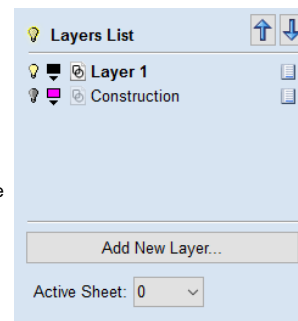 Layers List
Layer 1
Construction
e
Add New Layer...
Active Sheet: 0